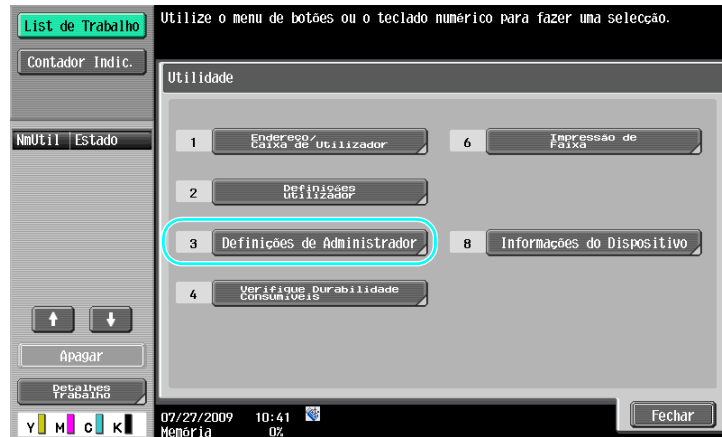 List de Trabalho
Utilize o menu de botões ou o teclado numérico para fazer uma selecção.
Contador Indic.
Utilidade
NmUtil Estado
1 Endereço/
Caixa de Utilizador
6 Impressão de
Faixa
2 Definições
utilizador
3 Definições de Administrador
8 Informações do Dispositivo
4 Verifique Durabilidade
Consumíveis
Apagar
Detalhes
Trabalho
Y M C K
07/27/2009 10:41
Memória 0%
Fechar